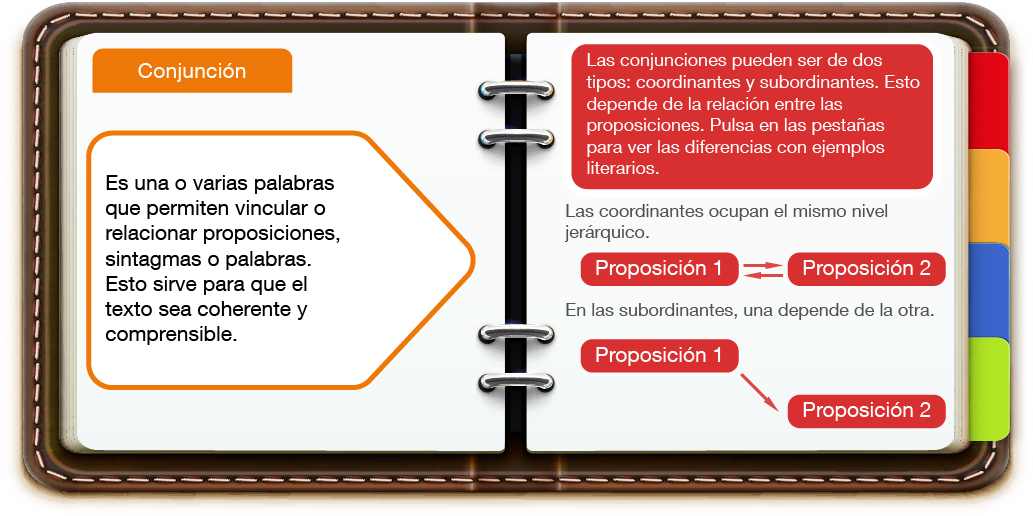 Conjunción
Es una o varias palabras
que permiten vincular o
relacionar proposiciones,
sintagmas o palabras.
Esto sirve para que el
texto sea coherente y
comprensible.
Las conjunciones pueden ser de dos
tipos: coordinantes y subordinantes. Esto
depende de la relación entre las
proposiciones. Pulsa en las pestañas
para ver las diferencias con ejemplos
literarios.
Las coordinantes ocupan el mismo nivel
jerárquico.
Proposición 1 Proposición 2
En las subordinantes, una depende de la otra.
Proposición 1
Proposición 2